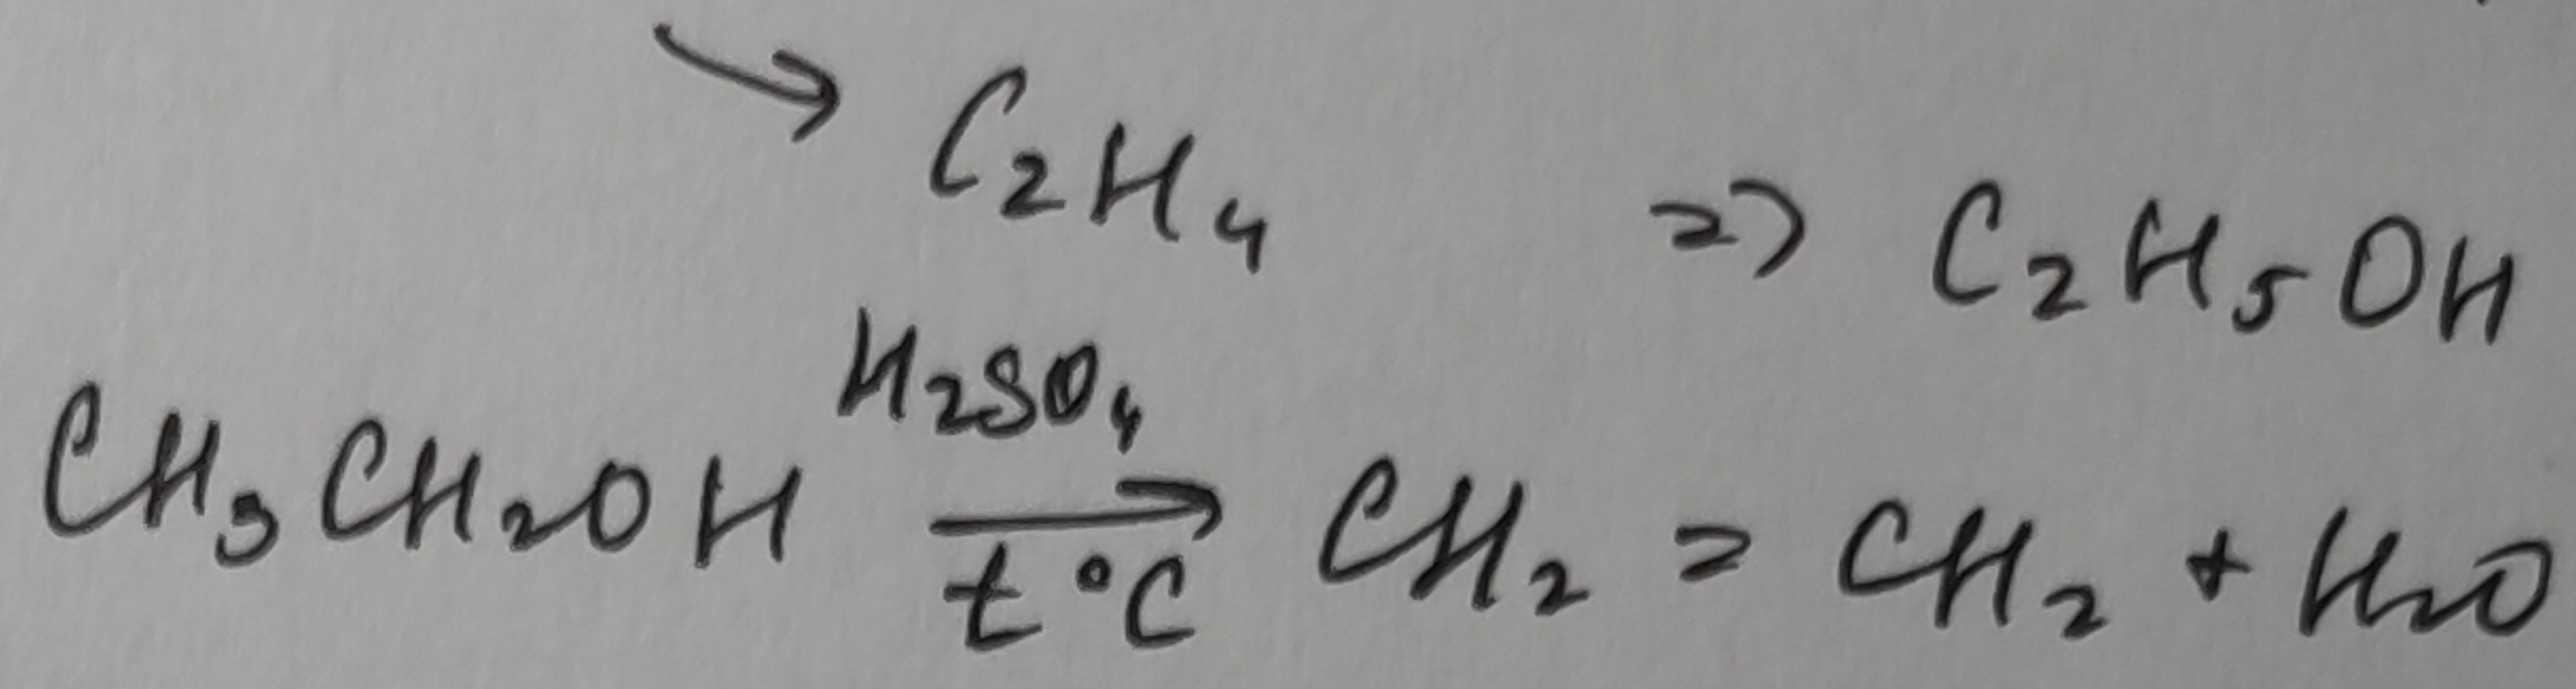 → C₂H₄ ⇒ C₂H₅OH
H₂SO₄
CH₃CH₂OH → CH₂ = CH₂ + H₂O
t°C